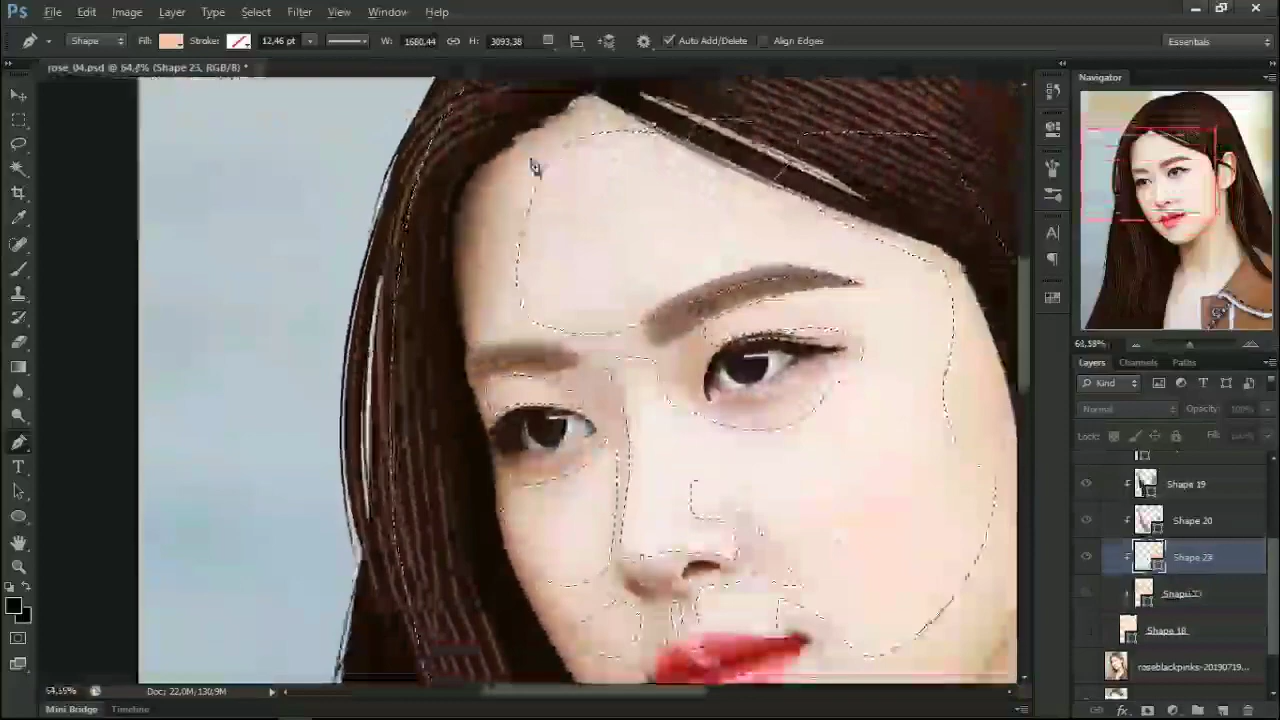 Ps File Edit Image Layer Type Select Filter View Window Help
Shape Fill: Stroke: 12,46 pt W: 1680.44 H: 3093.38 Auto Add/Delete Align Edges Essentials
rose_04.psd @ 64,4% (Shape 23, RGB/8) *
Navigator
Layers Channels Paths
Kind
Normal Opacity: 100%
Lock: Fill:
Shape 19
Shape 20
Shape 23
Shape 18
roseblackpinks-20190719...
Doc: 22,0M/130,9M
Mini Bridge Timeline